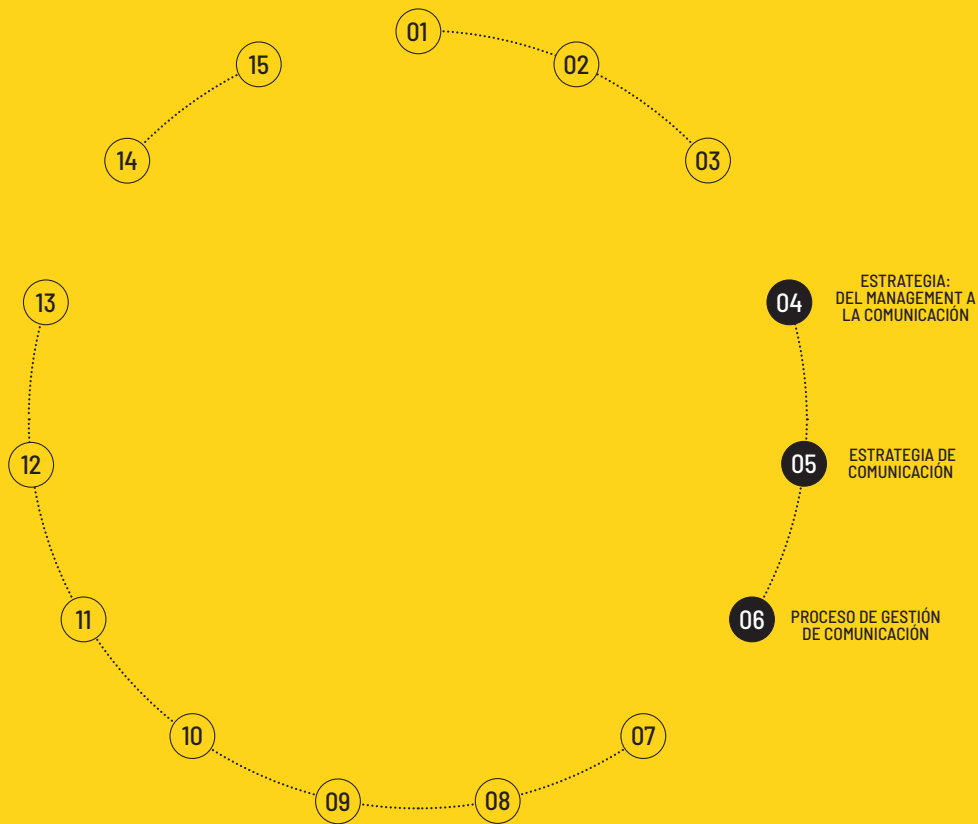 01
02
03
04
ESTRATEGIA:
DEL MANAGEMENT A
LA COMUNICACIÓN
05
ESTRATEGIA DE
COMUNICACIÓN
06
PROCESO DE GESTIÓN
DE COMUNICACIÓN
07
08
09
10
11
12
13
14
15